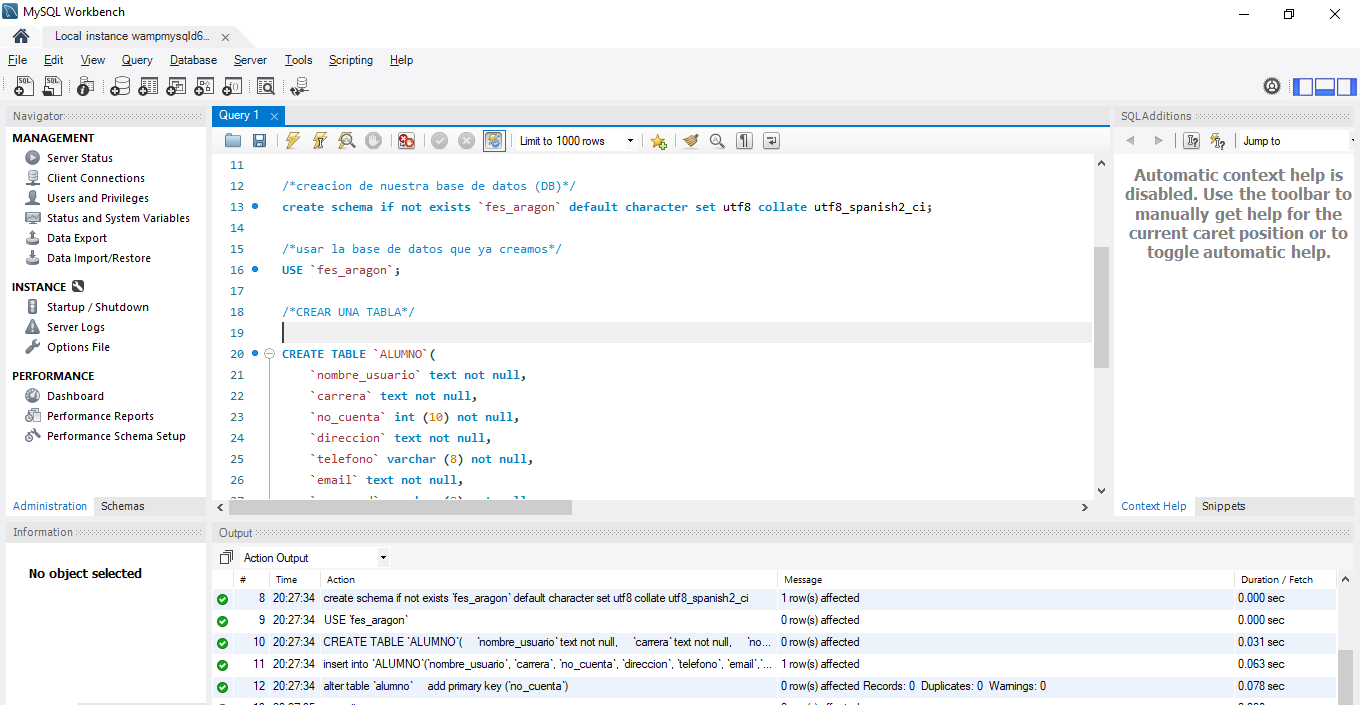 MySQL Workbench
Local instance wampmysqld6...
File Edit View Query Database Server Tools Scripting Help
Navigator
MANAGEMENT
Server Status
Client Connections
Users and Privileges
Status and System Variables
Data Export
Data Import/Restore
INSTANCE
Startup / Shutdown
Server Logs
Options File
PERFORMANCE
Dashboard
Performance Reports
Performance Schema Setup
Administration Schemas
Information
No object selected
Query 1
Limit to 1000 rows
11
12 /*creacion de nuestra base de datos (DB)*/
13 create schema if not exists `fes_aragon` default character set utf8 collate utf8_spanish2_ci;
14
15 /*usar la base de datos que ya creamos*/
16 USE `fes_aragon`;
17
18 /*CREAR UNA TABLA*/
19
20 CREATE TABLE `ALUMNO`(
21 `nombre_usuario` text not null,
22 `carrera` text not null,
23 `no_cuenta` int (10) not null,
24 `direccion` text not null,
25 `telefono` varchar (8) not null,
26 `email` text not null,
SQLAdditions
Jump to
Automatic context help is
disabled. Use the toolbar to
manually get help for the
current caret position or to
toggle automatic help.
Context Help Snippets
Output
Action Output
# Time Action Message Duration / Fetch
8 20:27:34 create schema if not exists `fes_aragon` default character set utf8 collate utf8_spanish2_ci 1 row(s) affected 0.000 sec
9 20:27:34 USE `fes_aragon` 0 row(s) affected 0.000 sec
10 20:27:34 CREATE TABLE `ALUMNO`( `nombre_usuario` text not null, `carrera` text not null, `no... 0 row(s) affected 0.031 sec
11 20:27:34 insert into `ALUMNO`(`nombre_usuario`, `carrera`, `no_cuenta`, `direccion`, `telefono`, `email`,`... 1 row(s) affected 0.063 sec
12 20:27:34 alter table `alumno` add primary key (`no_cuenta`) 0 row(s) affected Records: 0 Duplicates: 0 Warnings: 0 0.078 sec